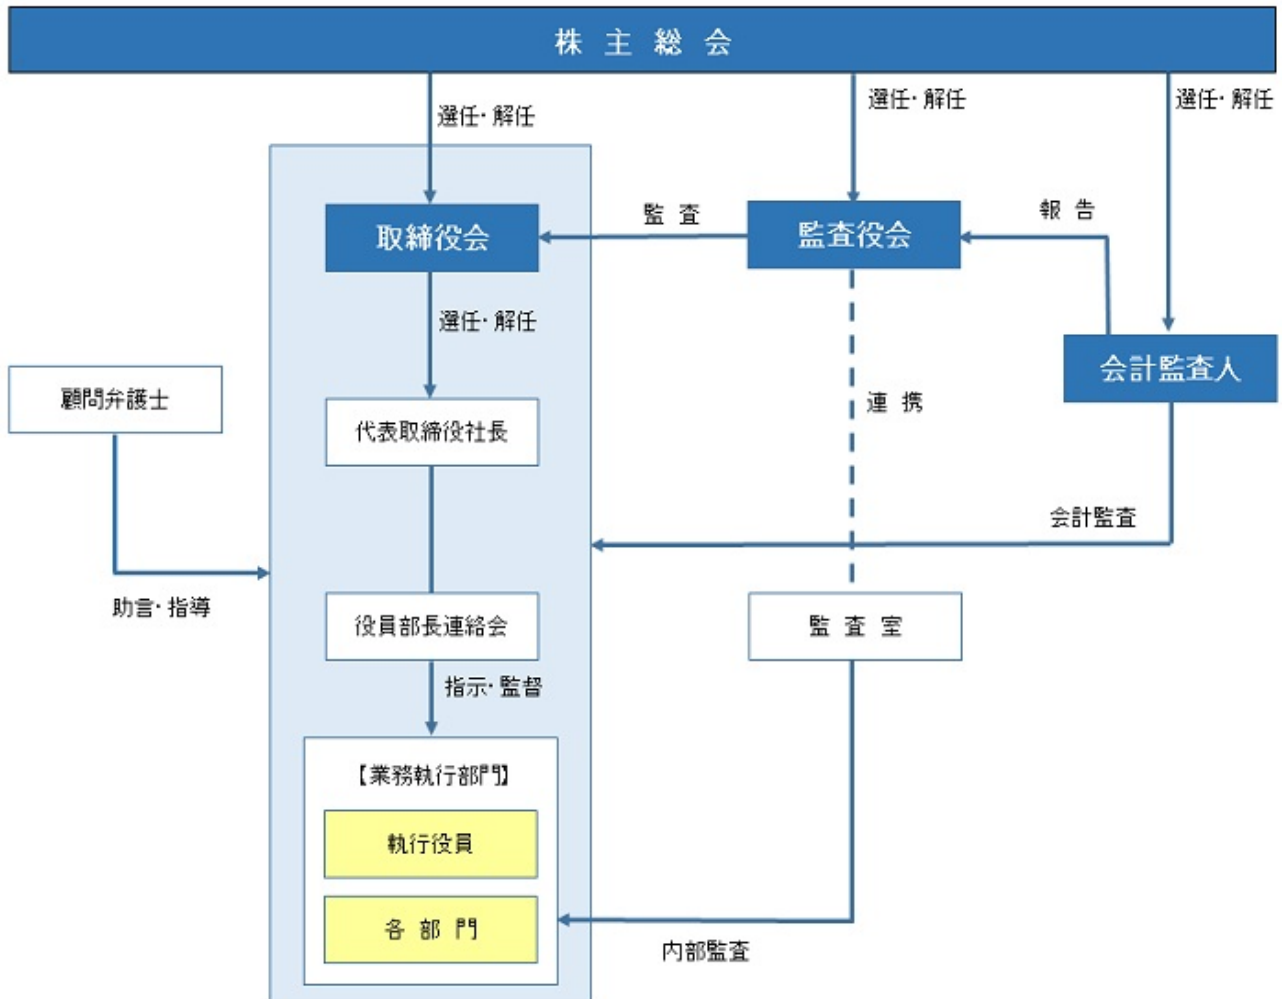 株 主 総 会
選任・解任
選任・解任
選任・解任
取締役会
監 査
監査役会
報 告
選任・解任
会計監査人
顧問弁護士
連 携
代表取締役社長
会計監査
助言・指導
役員部長連絡会
監 査 室
指示・監督
【業務執行部門】
執行役員
各 部 門
内部監査